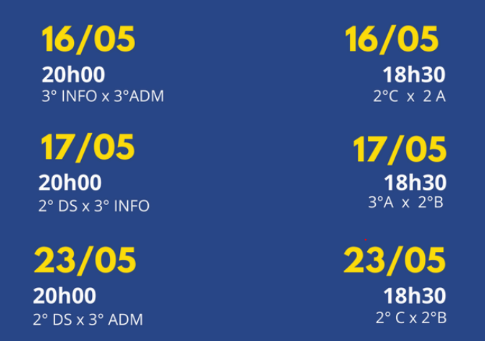 16/05
20h00
3° INFO x 3°ADM
17/05
20h00
2° DS x 3° INFO
23/05
20h00
2° DS x 3° ADM
16/05
18h30
2°C x 2 A
17/05
18h30
3°A x 2°B
23/05
18h30
2° C x 2°B